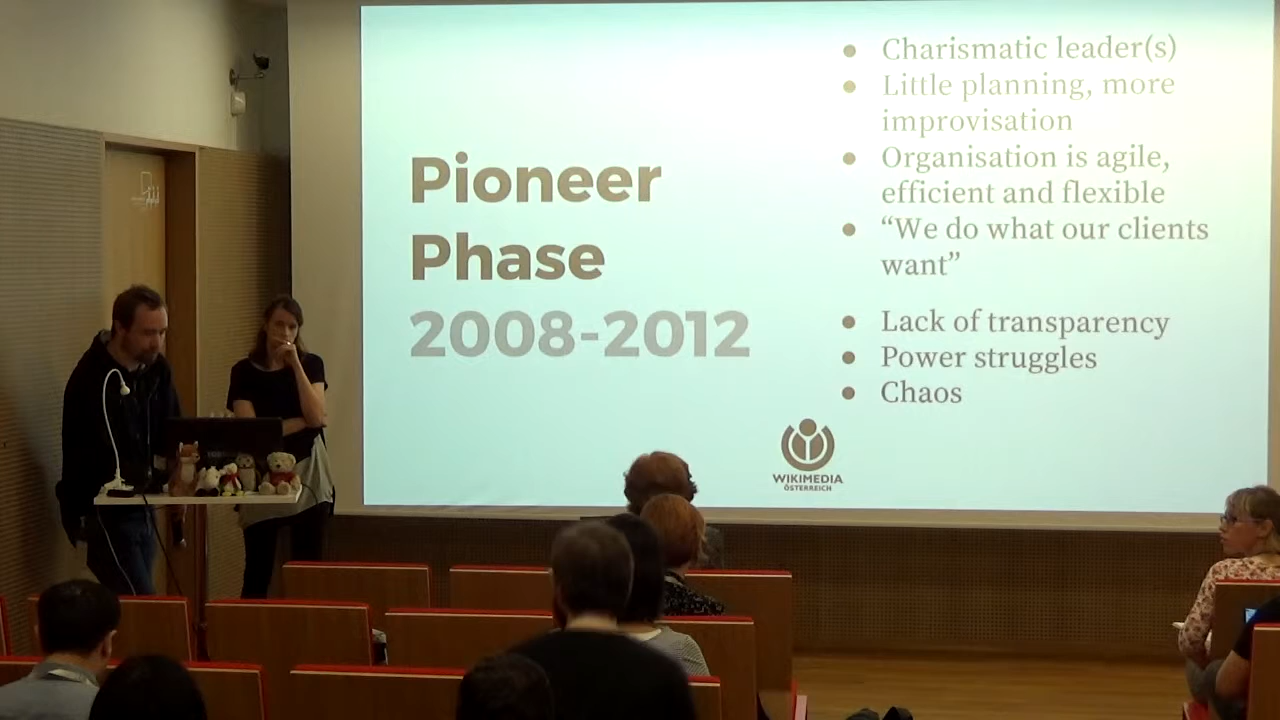 Pioneer
Phase
2008-2012
• Charismatic leader(s)
• Little planning, more
improvisation
• Organisation is agile,
efficient and flexible
• “We do what our clients
want”
• Lack of transparency
• Power struggles
• Chaos
WIKIMEDIA
ÖSTERREICH